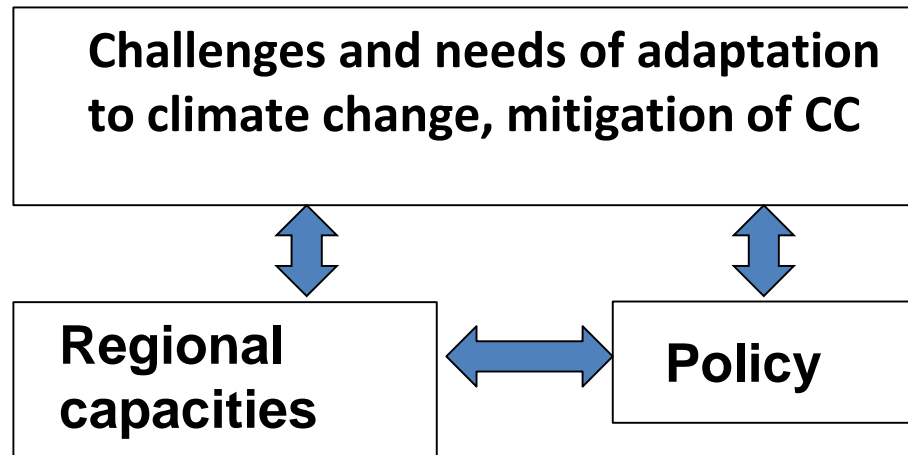 Challenges and needs of adaptation
to climate change, mitigation of CC
Regional
capacities
Policy